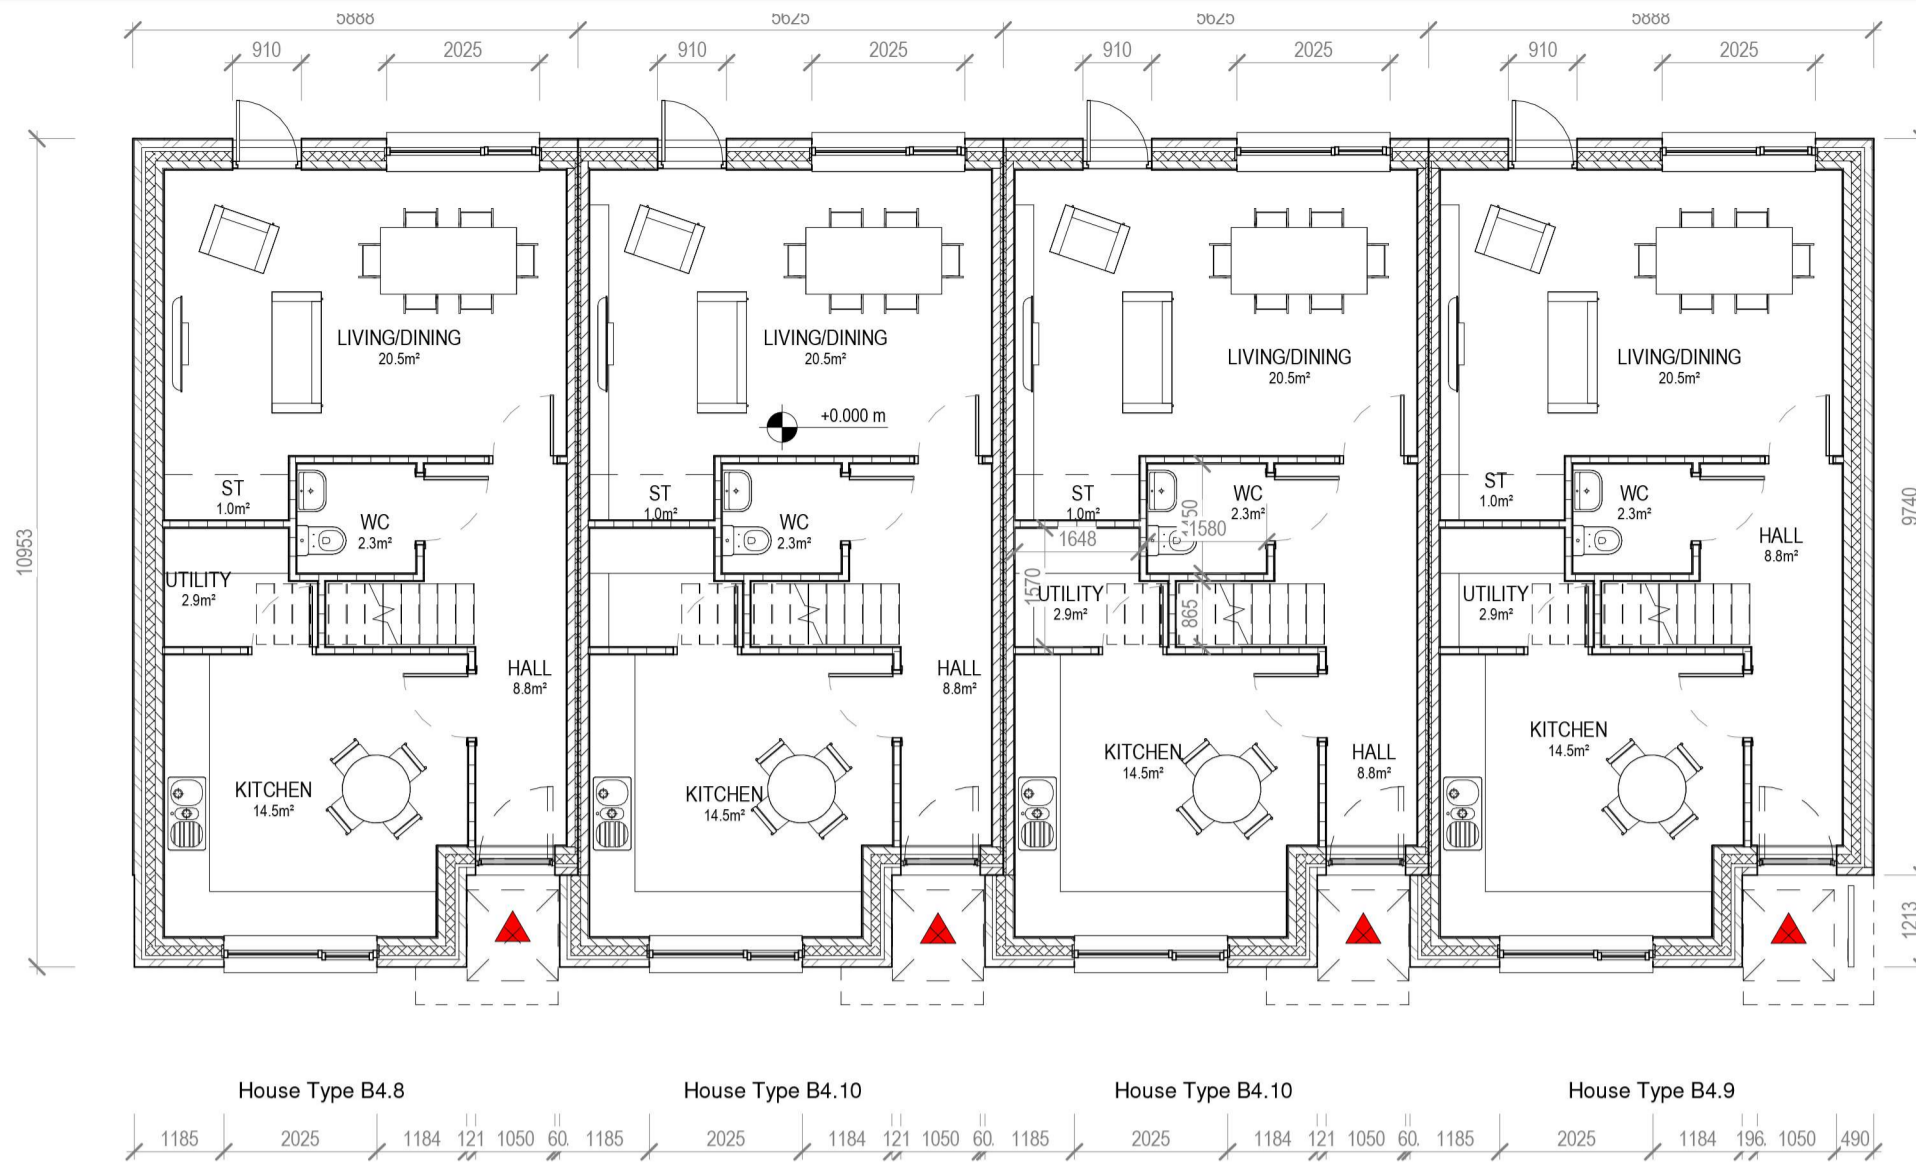 5888 5625 5625 5888
910 2025 910 2025 910 2025 910 2025
LIVING/DINING
20.5m²
LIVING/DINING
20.5m²
LIVING/DINING
20.5m²
LIVING/DINING
20.5m²
+0.000 m
ST
1.0m²
WC
2.3m²
ST
1.0m²
WC
2.3m²
ST
1.0m²
WC
2.3m²
ST
1.0m²
WC
2.3m²
1580
1648
1570
865
HALL
8.8m²
10953
9740
UTILITY
2.9m²
UTILITY
2.9m²
UTILITY
2.9m²
HALL
8.8m²
HALL
8.8m²
KITCHEN
14.5m²
KITCHEN
14.5m²
KITCHEN
14.5m²
HALL
8.8m²
KITCHEN
14.5m²
1213
House Type B4.8 House Type B4.10 House Type B4.10 House Type B4.9
1185 2025 1184 121 1050 60. 1185 2025 1184 121 1050 60. 1185 2025 1184 121 1050 60. 1185 2025 1184 196. 1050 490